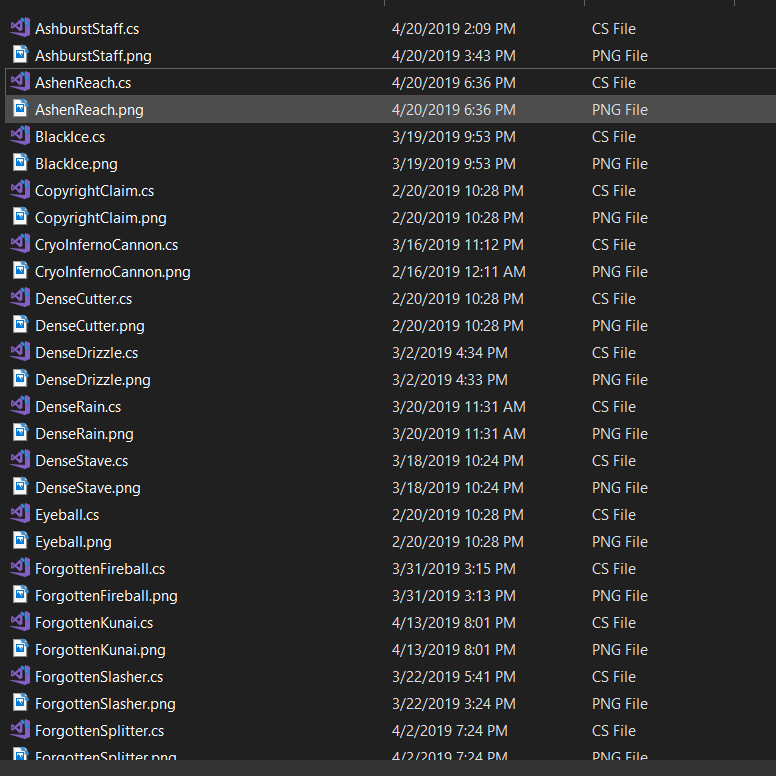 AshburstStaff.cs 4/20/2019 2:09 PM CS File
AshburstStaff.png 4/20/2019 3:43 PM PNG File
AshenReach.cs 4/20/2019 6:36 PM CS File
AshenReach.png 4/20/2019 6:36 PM PNG File
BlackIce.cs 3/19/2019 9:53 PM CS File
BlackIce.png 3/19/2019 9:53 PM PNG File
CopyrightClaim.cs 2/20/2019 10:28 PM CS File
CopyrightClaim.png 2/20/2019 10:28 PM PNG File
CryoInfernoCannon.cs 3/16/2019 11:12 PM CS File
CryoInfernoCannon.png 2/16/2019 12:11 AM PNG File
DenseCutter.cs 2/20/2019 10:28 PM CS File
DenseCutter.png 2/20/2019 10:28 PM PNG File
DenseDrizzle.cs 3/2/2019 4:34 PM CS File
DenseDrizzle.png 3/2/2019 4:33 PM PNG File
DenseRain.cs 3/20/2019 11:31 AM CS File
DenseRain.png 3/20/2019 11:31 AM PNG File
DenseStave.cs 3/18/2019 10:24 PM CS File
DenseStave.png 3/18/2019 10:24 PM PNG File
Eyeball.cs 2/20/2019 10:28 PM CS File
Eyeball.png 2/20/2019 10:28 PM PNG File
ForgottenFireball.cs 3/31/2019 3:15 PM CS File
ForgottenFireball.png 3/31/2019 3:13 PM PNG File
ForgottenKunai.cs 4/13/2019 8:01 PM CS File
ForgottenKunai.png 4/13/2019 8:01 PM PNG File
ForgottenSlasher.cs 3/22/2019 5:41 PM CS File
ForgottenSlasher.png 3/22/2019 3:24 PM PNG File
ForgottenSplitter.cs 4/2/2019 7:24 PM CS File
ForgottenSplitter.png 4/2/2019 7:24 PM PNG File